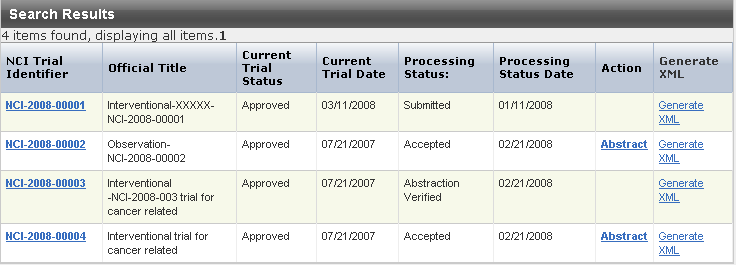 Search Results
4 items found, displaying all items.1
NCI Trial Identifier Official Title Current Trial Status Current Trial Date Processing Status: Processing Status Date Action Generate XML
NCI-2008-00001 Interventional-XXXXX-NCI-2008-00001 Approved 03/11/2008 Submitted 01/11/2008 Generate XML
NCI-2008-00002 Observation-NCI-2008-00002 Approved 07/21/2007 Accepted 02/21/2008 Abstract Generate XML
NCI-2008-00003 Interventional -NCI-2008-003 trial for cancer related Approved 07/21/2007 Abstraction Verified 02/21/2008 Generate XML
NCI-2008-00004 Interventional trial for cancer related Approved 07/21/2007 Accepted 02/21/2008 Abstract Generate XML